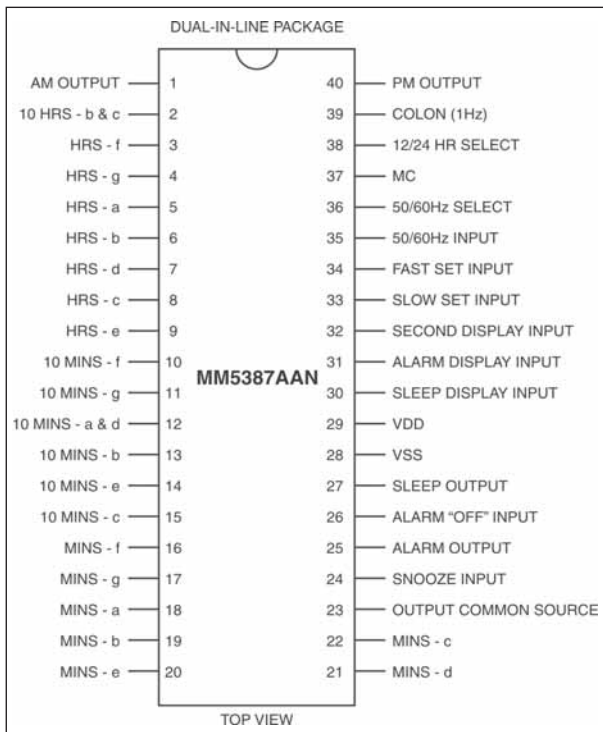 DUAL-IN-LINE PACKAGE
AM OUTPUT 1 40 PM OUTPUT
10 HRS - b & c 2 39 COLON (1Hz)
HRS - f 3 38 12/24 HR SELECT
HRS - g 4 37 MC
HRS - a 5 36 50/60Hz SELECT
HRS - b 6 35 50/60Hz INPUT
HRS - d 7 34 FAST SET INPUT
HRS - c 8 33 SLOW SET INPUT
HRS - e 9 32 SECOND DISPLAY INPUT
10 MINS - f 10 31 ALARM DISPLAY INPUT
MM5387AAN
10 MINS - g 11 30 SLEEP DISPLAY INPUT
10 MINS - a & d 12 29 VDD
10 MINS - b 13 28 VSS
10 MINS - e 14 27 SLEEP OUTPUT
10 MINS - c 15 26 ALARM “OFF” INPUT
MINS - f 16 25 ALARM OUTPUT
MINS - g 17 24 SNOOZE INPUT
MINS - a 18 23 OUTPUT COMMON SOURCE
MINS - b 19 22 MINS - c
MINS - e 20 21 MINS - d
TOP VIEW